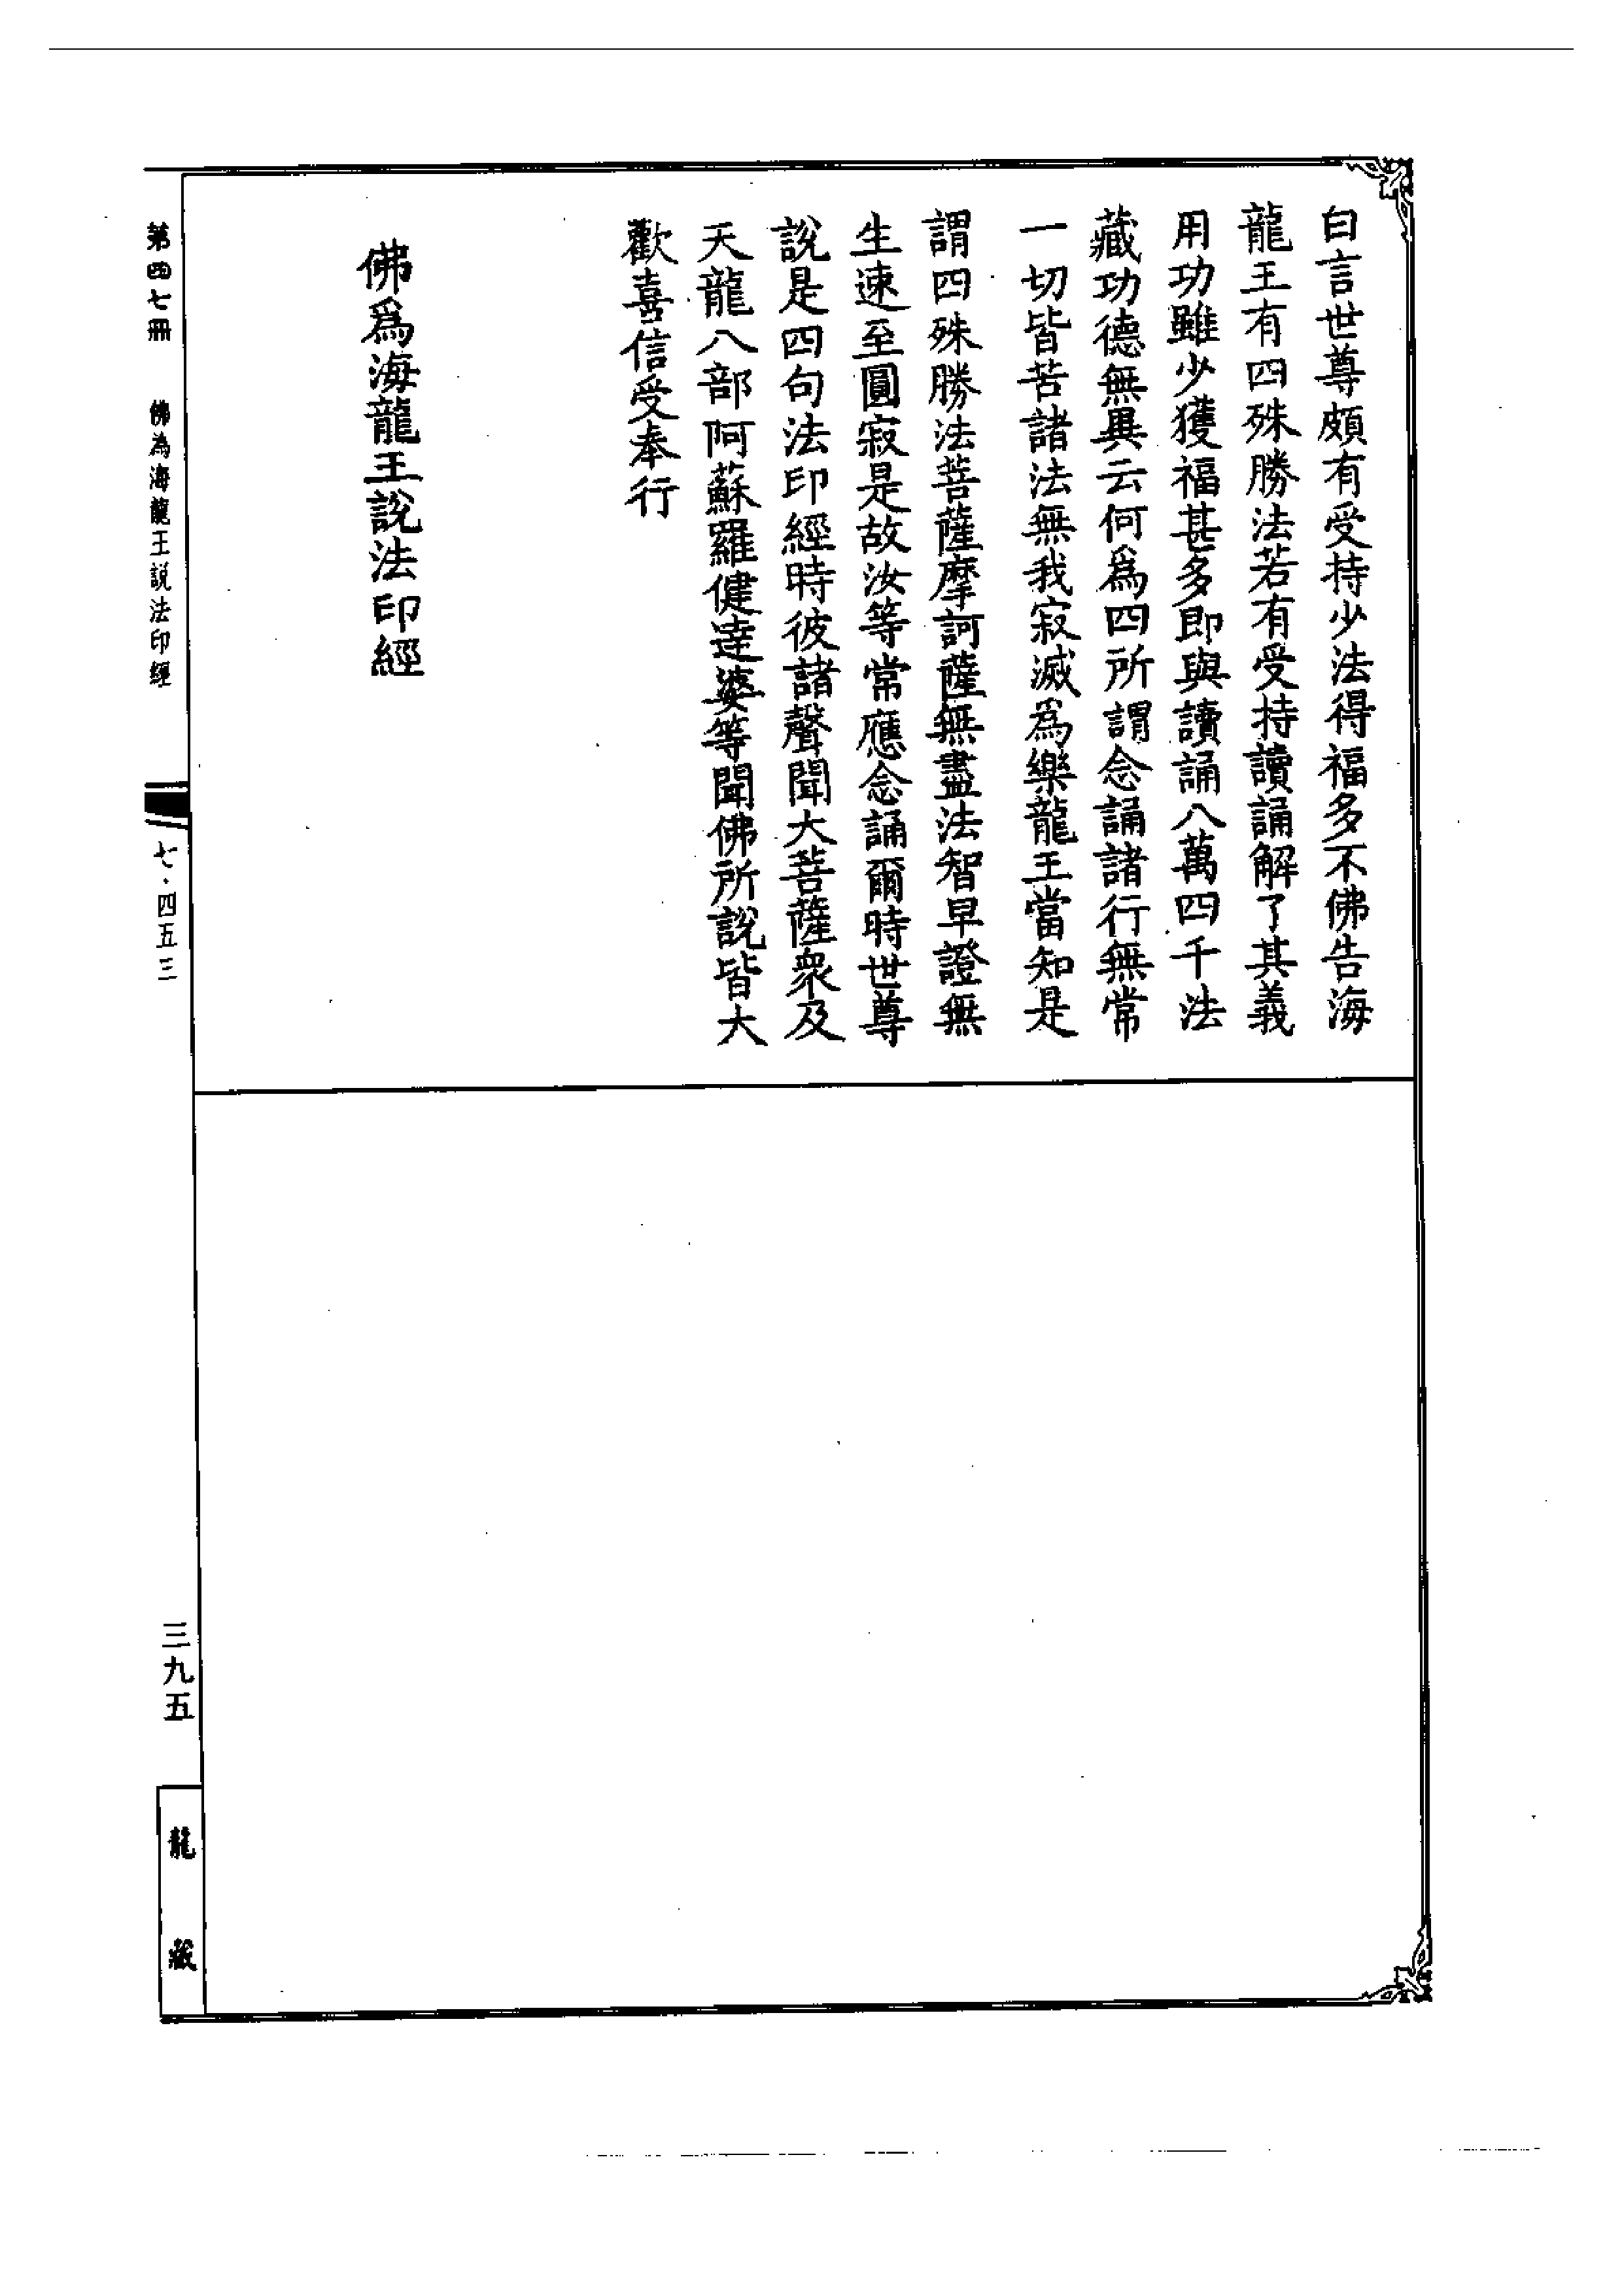 白言世尊頗有受持少法得福多不佛告海
龍王有四殊勝法若有受持讀誦解了其義
用功雖少獲福甚多即與讀誦八萬四千法
藏功德無異云何爲四所謂念誦諸行無常
一切皆苦諸法無我寂滅爲樂龍王當知是
謂四殊勝法菩薩摩訶薩無盡法智早證無
生速至圓寂是故汝等常應念誦爾時世尊
說是四句法印經時彼諸聲聞大菩薩衆及
天龍八部阿蘇羅健達婆等聞佛所說皆大
歡喜信受奉行
佛爲海龍王說法印經
第四七冊 佛為海龍王説法印經
七·四五三
三九五
龍藏